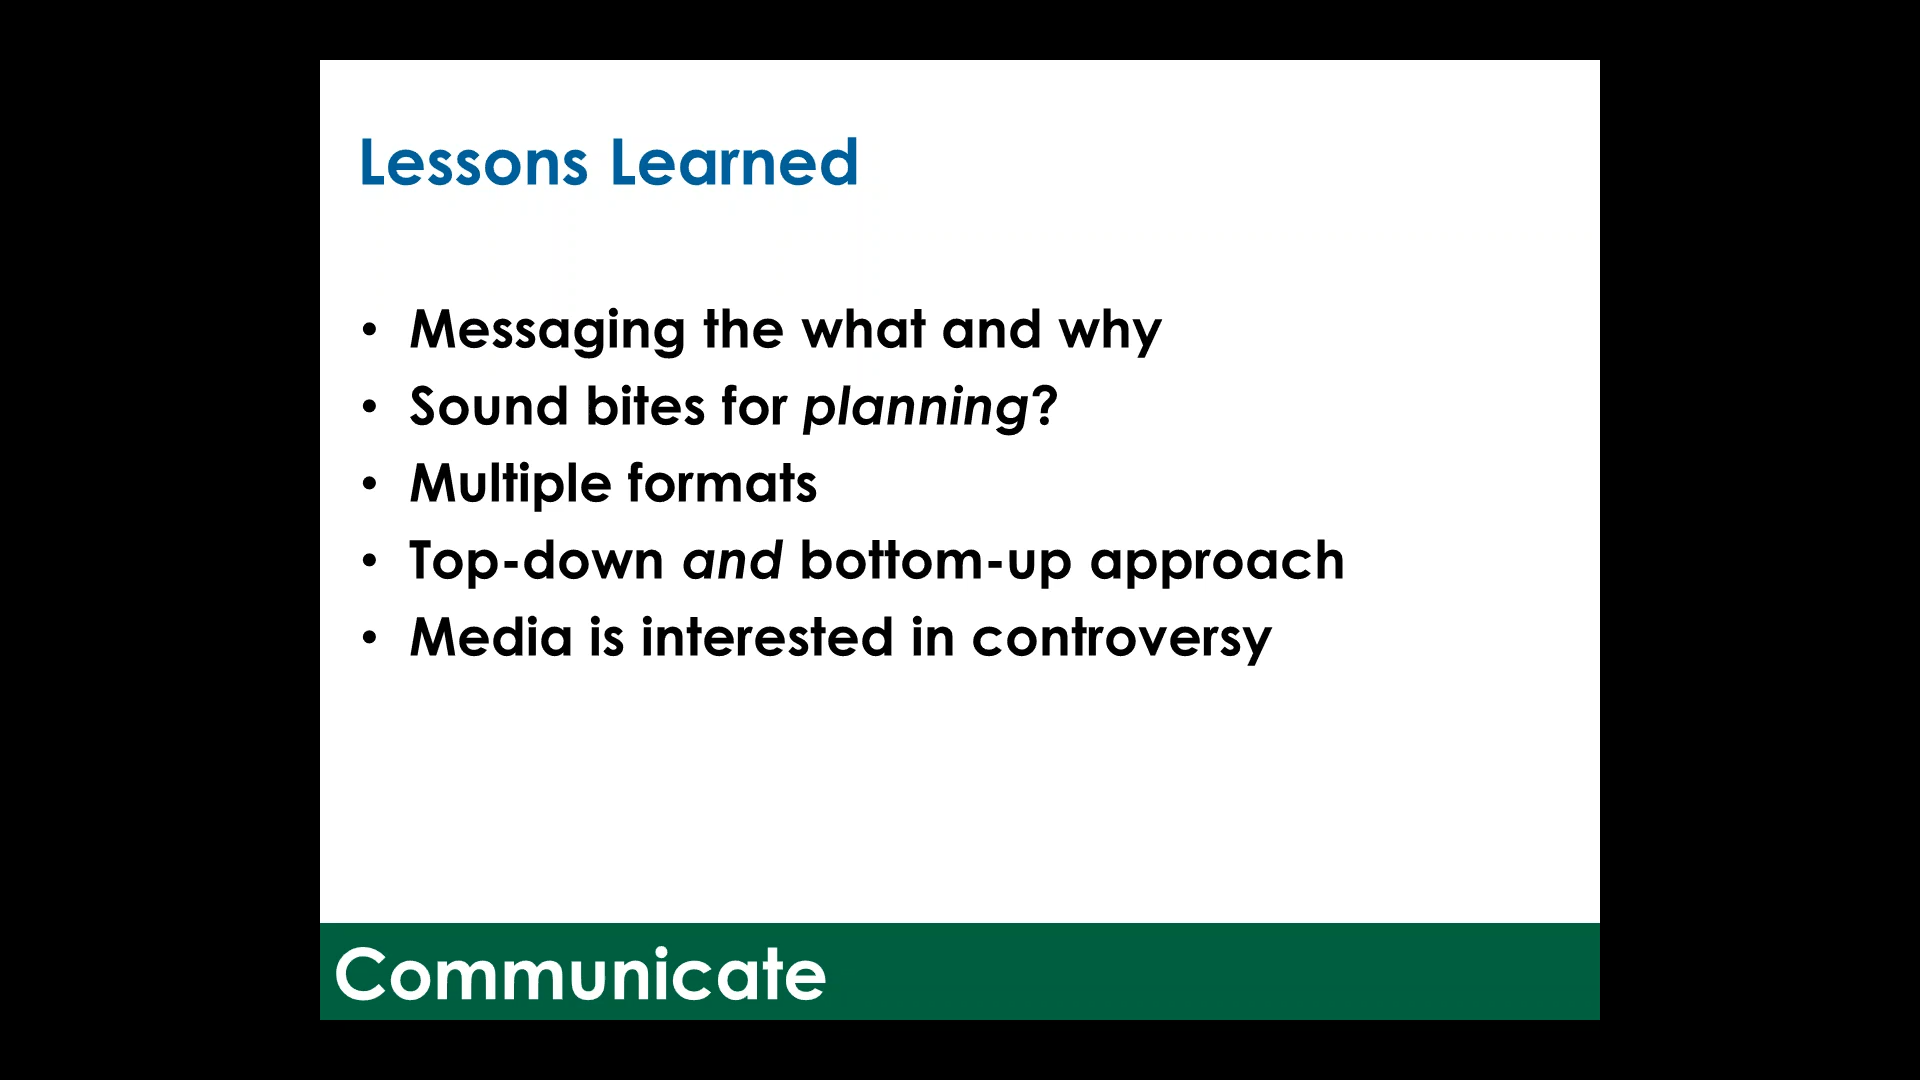 Lessons Learned
• Messaging the what and why
• Sound bites for planning?
• Multiple formats
• Top-down and bottom-up approach
• Media is interested in controversy
Communicate